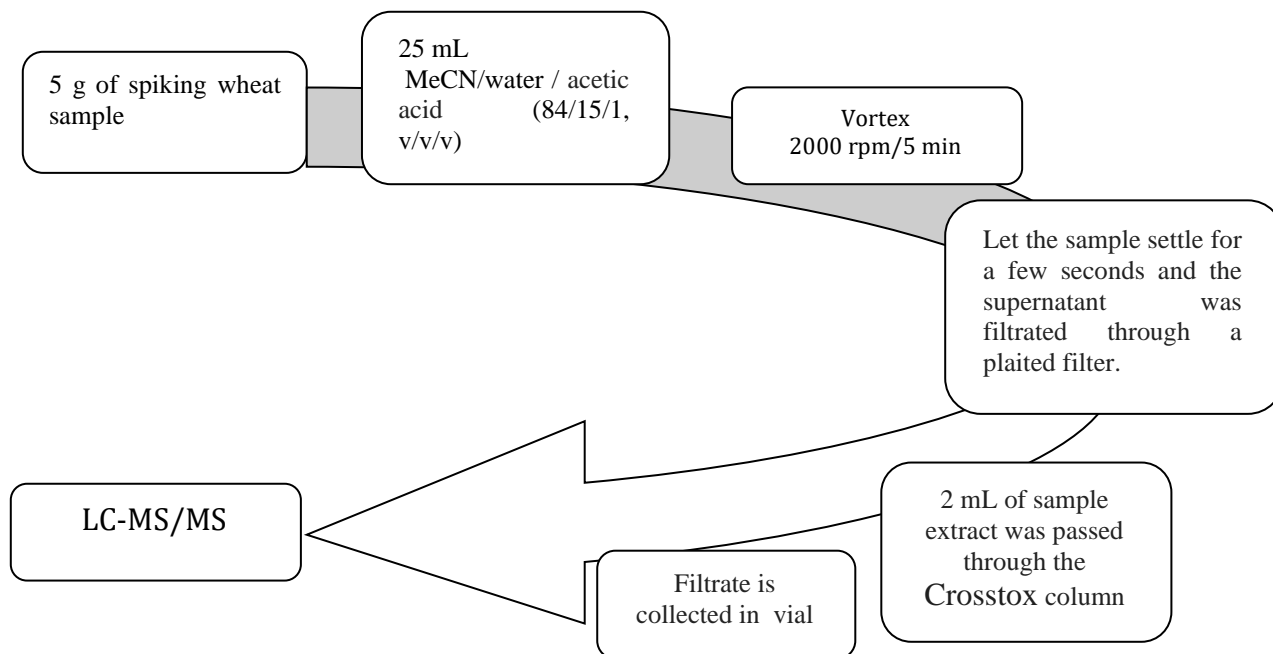 5 g of spiking wheat
sample
25 mL
MeCN/water / acetic
acid (84/15/1,
v/v/v)
Vortex
2000 rpm/5 min
Let the sample settle for
a few seconds and the
supernatant was
filtrated through a
plaited filter.
2 mL of sample
extract was passed
through the
Crosstox column
Filtrate is
collected in vial
LC-MS/MS